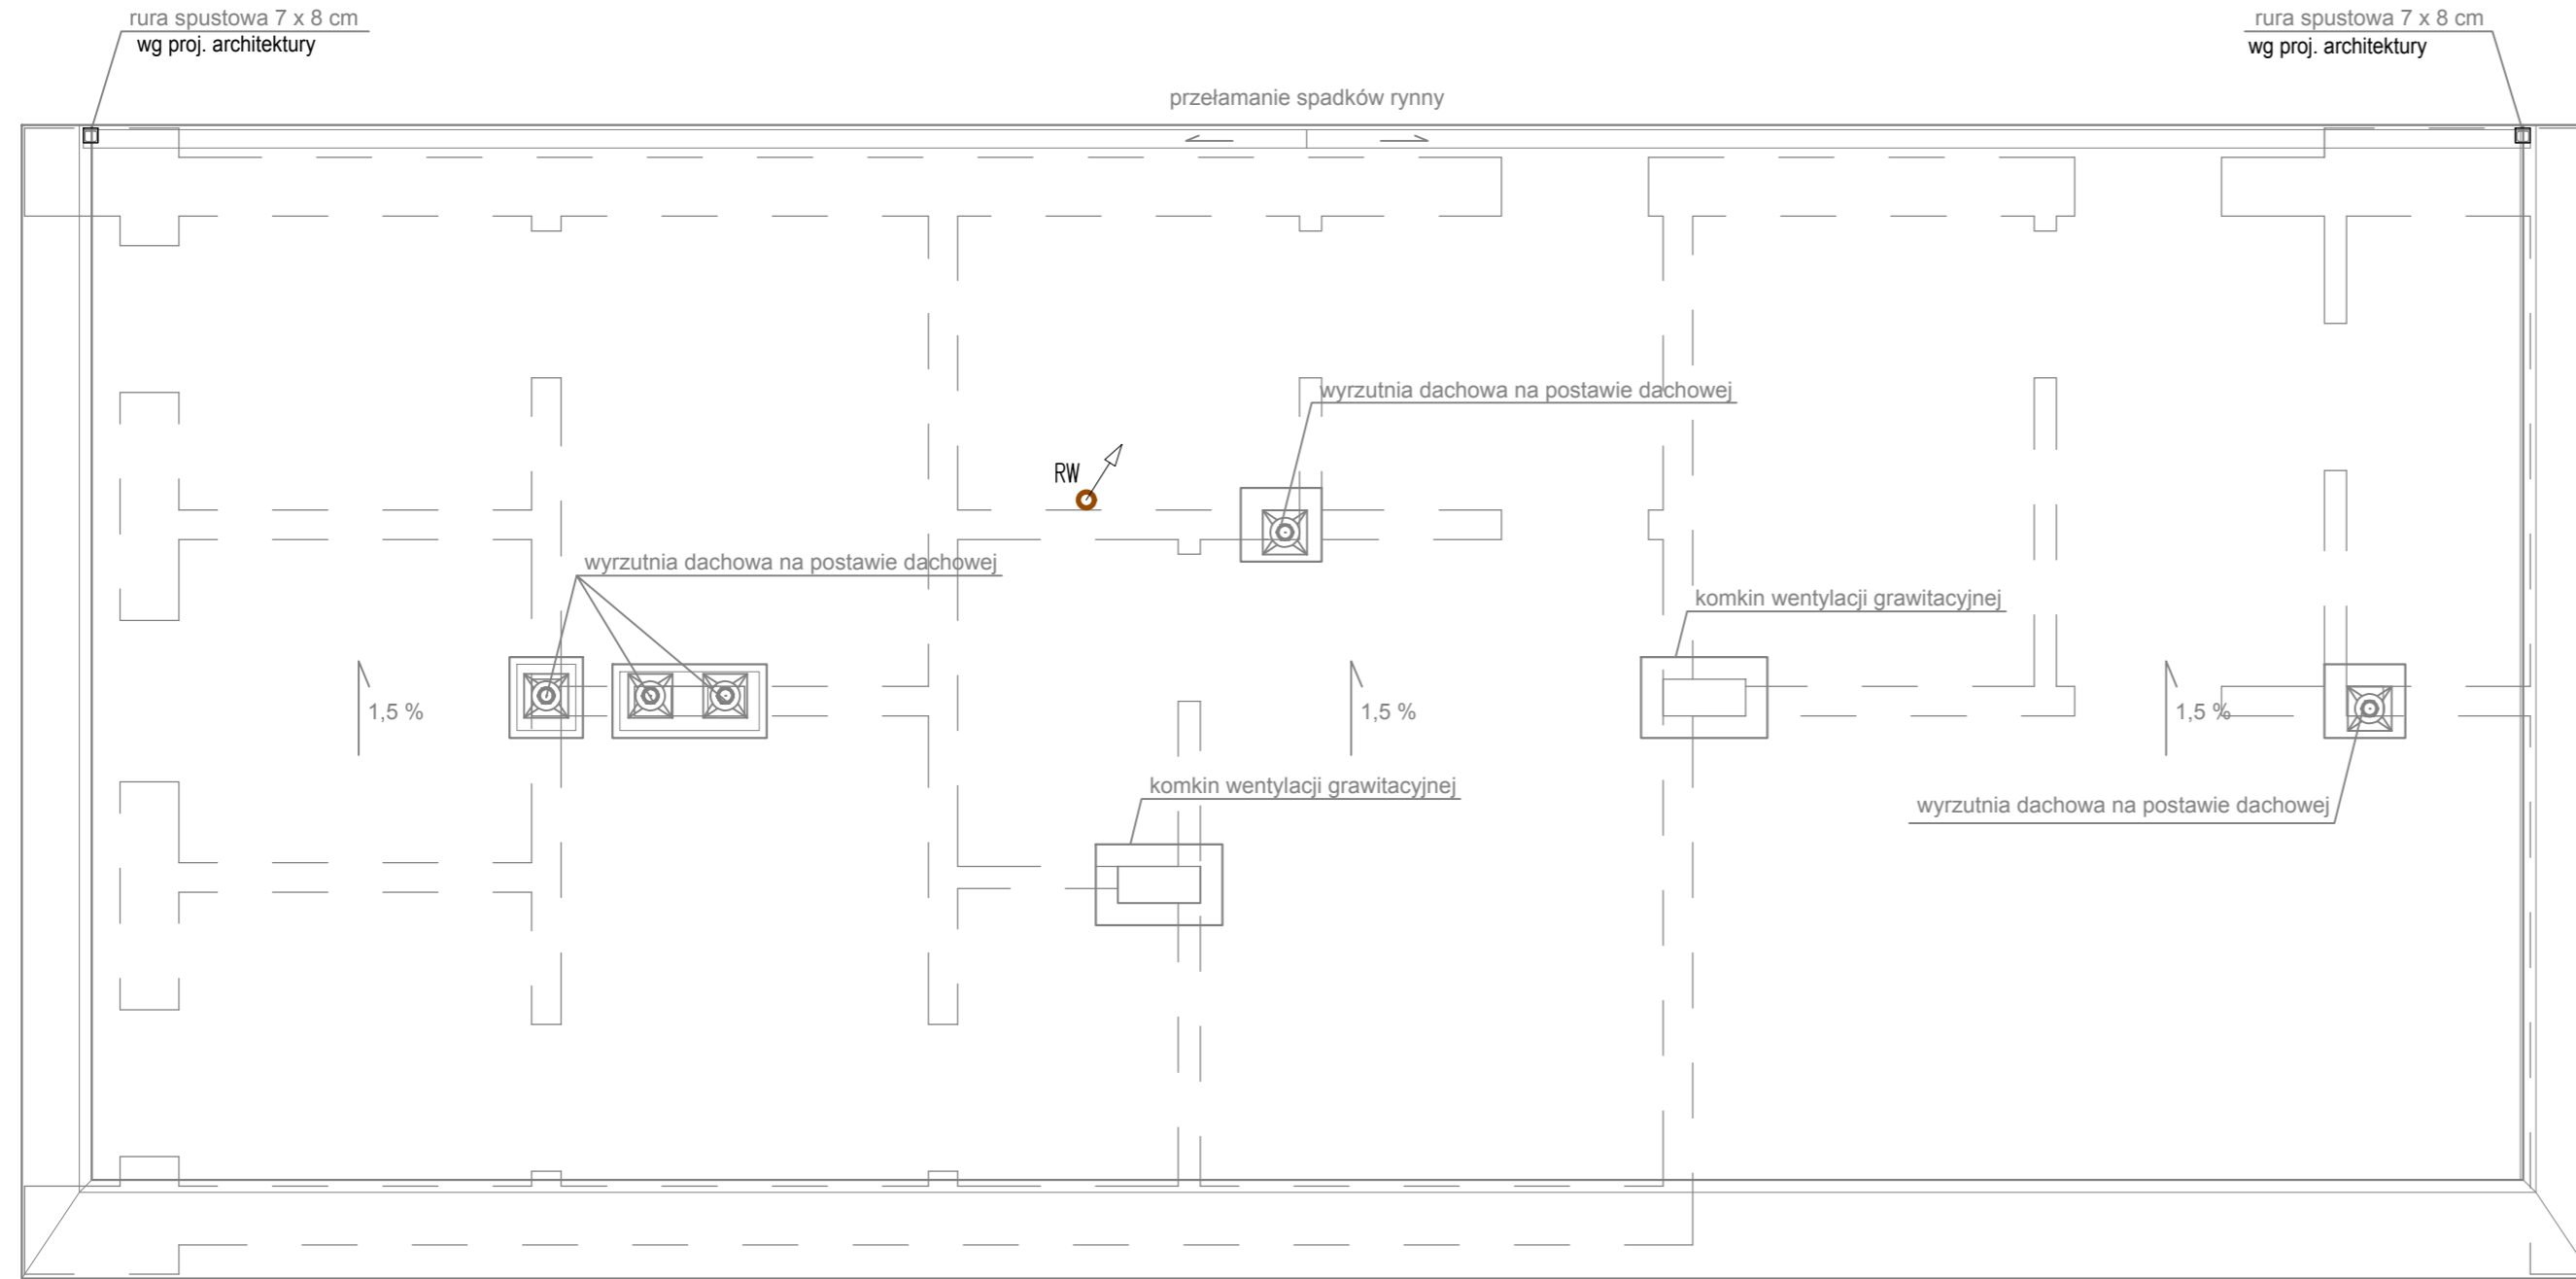 rura spustowa 7 x 8 cm
wg proj. architektury
rura spustowa 7 x 8 cm
wg proj. architektury
przełamanie spadków rynny
wyrzutnia dachowa na postawie dachowej
RW
wyrzutnia dachowa na postawie dachowej
komkin wentylacji grawitacyjnej
1,5 %
1,5 %
1,5 %
komkin wentylacji grawitacyjnej
wyrzutnia dachowa na postawie dachowej